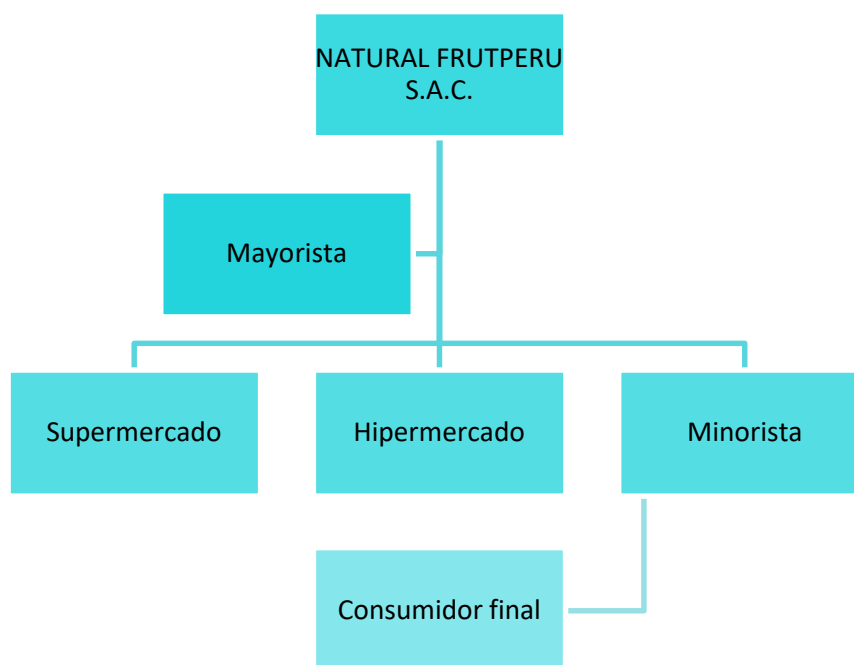 NATURAL FRUTPERU
S.A.C.
Mayorista
Supermercado
Hipermercado
Minorista
Consumidor final